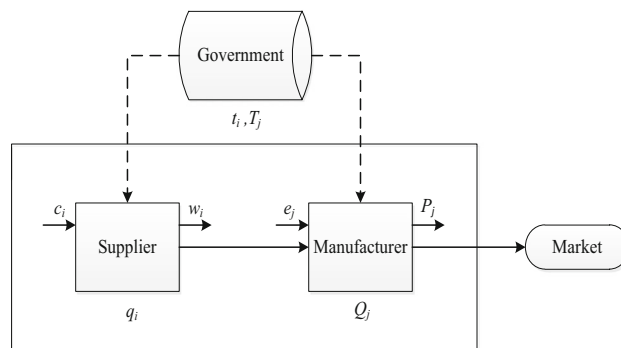 Government
t_i ,T_j
c_i
w_i
e_j
P_j
Supplier
Manufacturer
Market
q_i
Q_j